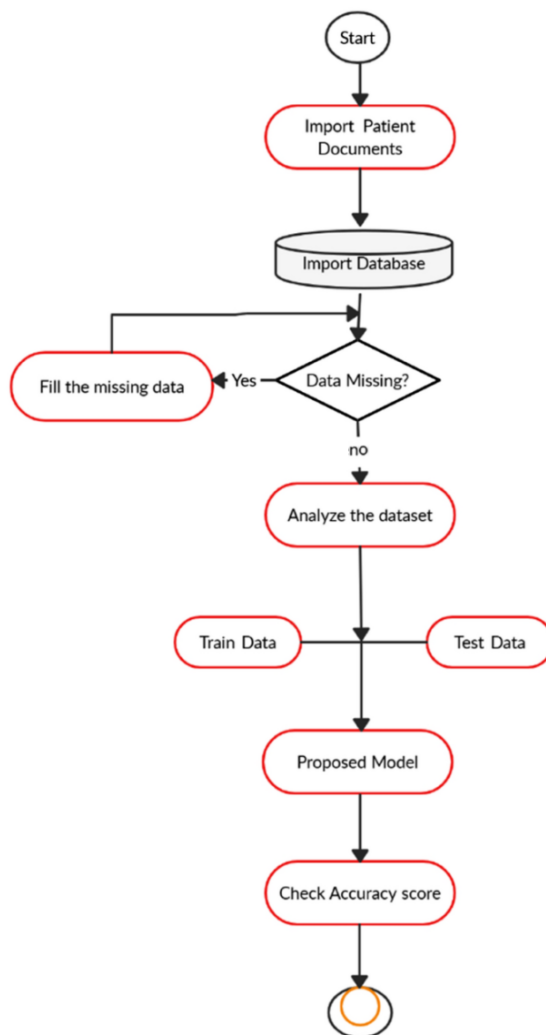 Start
Import Patient
Documents
Import Database
Fill the missing data
Yes
Data Missing?
no
Analyze the dataset
Train Data
Test Data
Proposed Model
Check Accuracy score